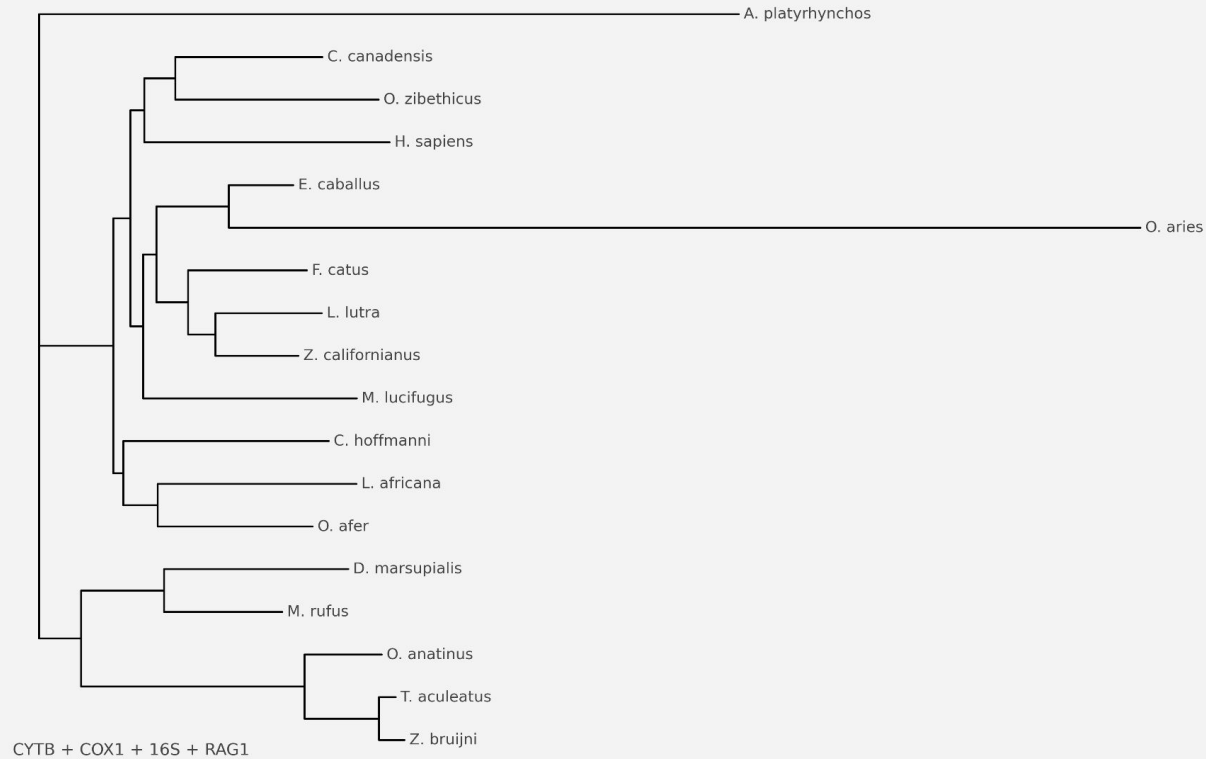 A. platyrhynchos
C. canadensis
O. zibethicus
H. sapiens
E. caballus
O. aries
F. catus
L. lutra
Z. californianus
M. lucifugus
C. hoffmanni
L. africana
O. afer
D. marsupialis
M. rufus
O. anatinus
T. aculeatus
Z. bruijni
CYTB + COX1 + 16S + RAG1